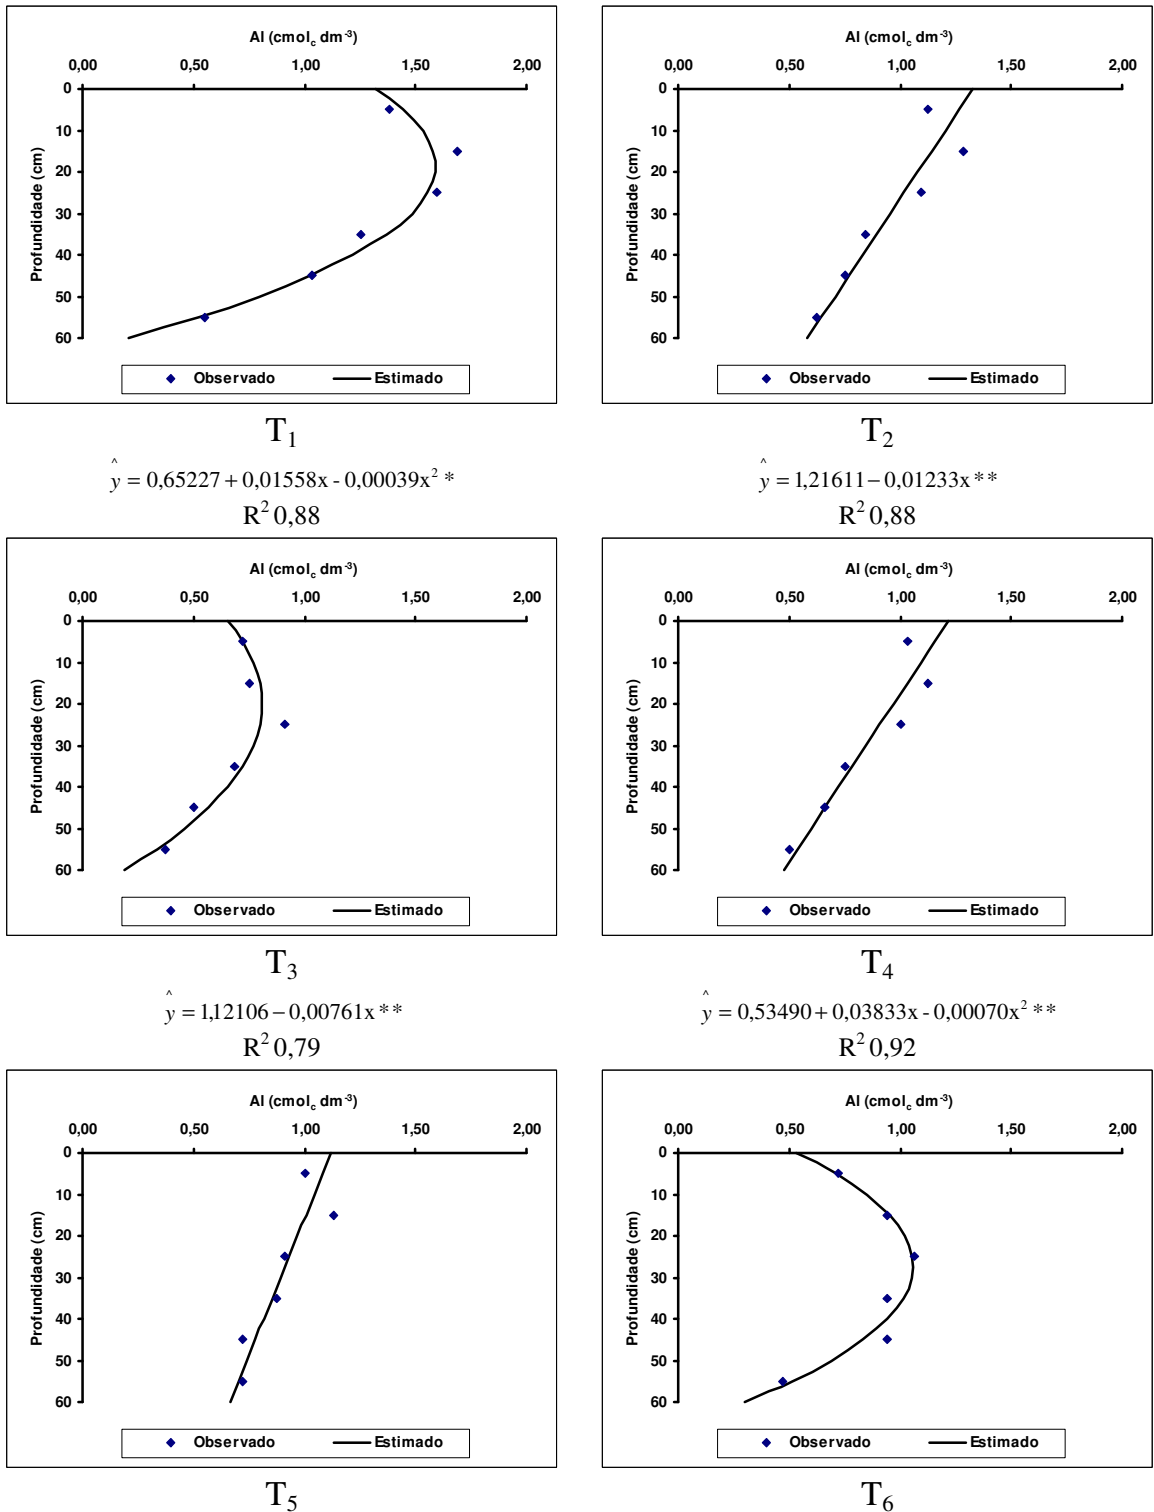 Al (cmolc dm-3)
0,00 0,50 1,00 1,50 2,00
0
10
20
30
40
50
60
Profundidade (cm)
Observado Estimado
T1
Al (cmolc dm-3)
0,00 0,50 1,00 1,50 2,00
0
10
20
30
40
50
60
Profundidade (cm)
Observado Estimado
T2
ŷ = 0,65227 + 0,01558x - 0,00039x² *
R² 0,88
ŷ = 1,21611 − 0,01233x **
R² 0,88
Al (cmolc dm-3)
0,00 0,50 1,00 1,50 2,00
0
10
20
30
40
50
60
Profundidade (cm)
Observado Estimado
T3
Al (cmolc dm-3)
0,00 0,50 1,00 1,50 2,00
0
10
20
30
40
50
60
Profundidade (cm)
Observado Estimado
T4
ŷ = 1,12106 − 0,00761x **
R² 0,79
ŷ = 0,53490 + 0,03833x - 0,00070x² **
R² 0,92
Al (cmolc dm-3)
0,00 0,50 1,00 1,50 2,00
0
10
20
30
40
50
60
Profundidade (cm)
Observado Estimado
T5
Al (cmolc dm-3)
0,00 0,50 1,00 1,50 2,00
0
10
20
30
40
50
60
Profundidade (cm)
Observado Estimado
T6